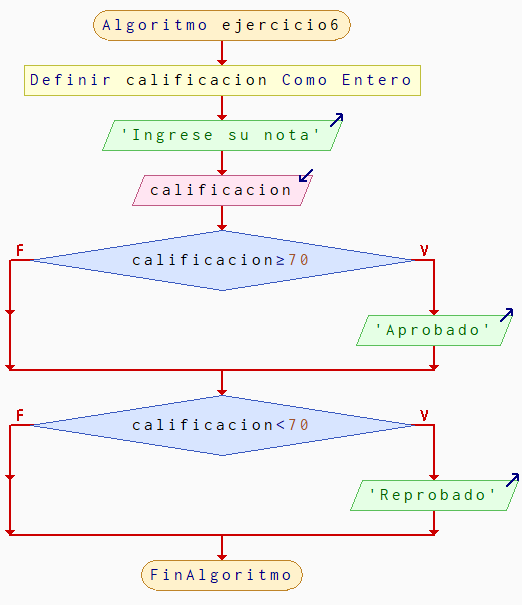 Algoritmo ejercicio6
Definir calificacion Como Entero
'Ingrese su nota'
calificacion
F
calificacion≥70
V
'Aprobado'
F
calificacion<70
V
'Reprobado'
FinAlgoritmo